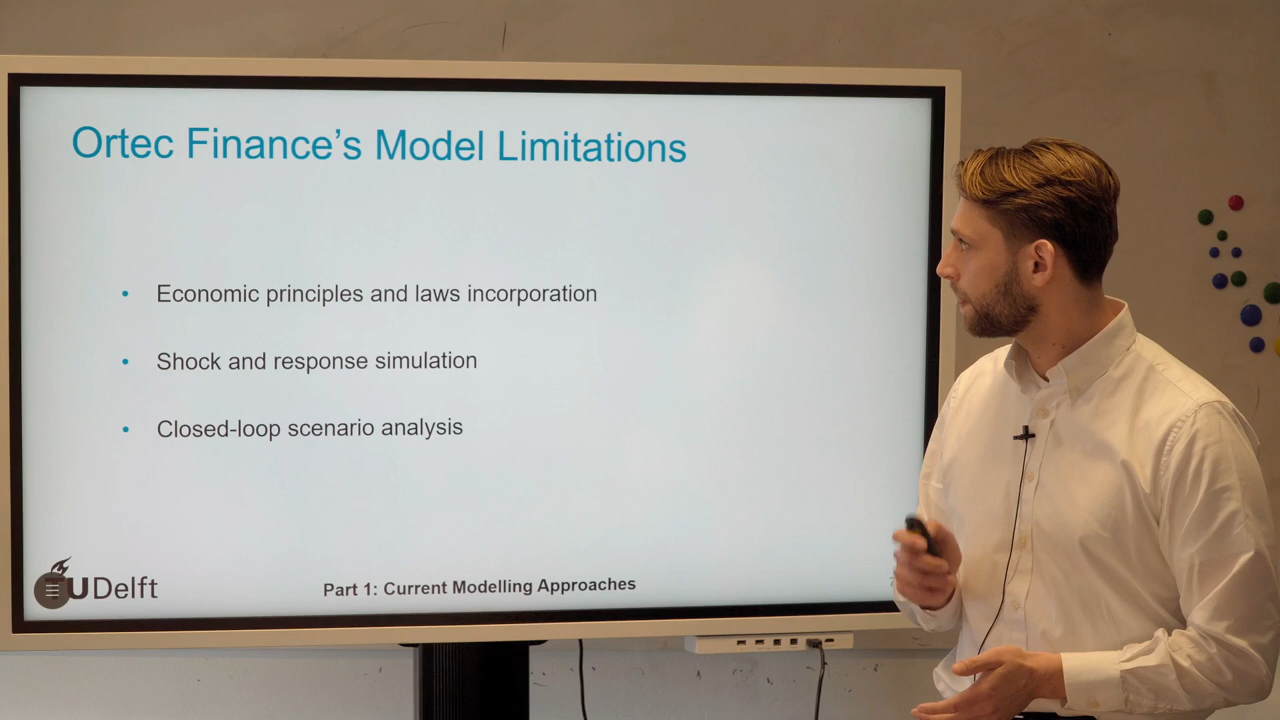 Ortec Finance’s Model Limitations
• Economic principles and laws incorporation
• Shock and response simulation
• Closed-loop scenario analysis
TUDelft
Part 1: Current Modelling Approaches